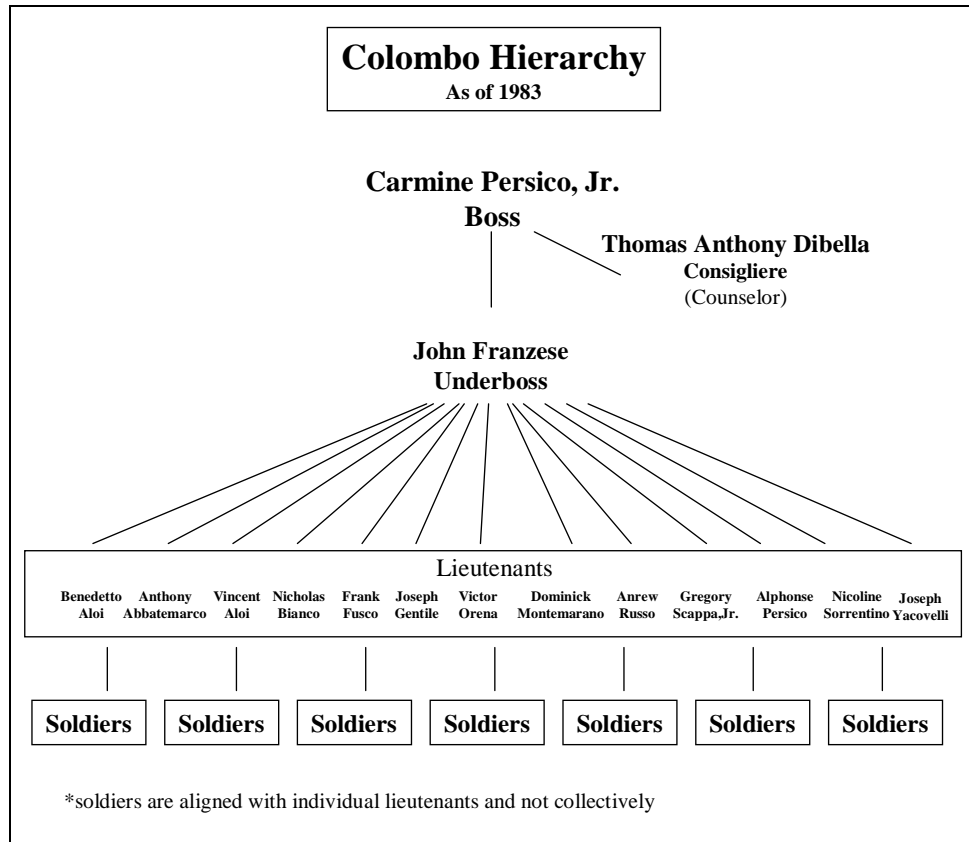 Colombo Hierarchy
As of 1983
Carmine Persico, Jr.
Boss
Thomas Anthony Dibella
Consigliere
(Counselor)
John Franzese
Underboss
Lieutenants
Benedetto Anthony Vincent Nicholas Frank Joseph Victor Dominick Anrew Gregory Alphonse Nicoline Joseph
Aloi Abbatemarco Aloi Bianco Fusco Gentile Orena Montemarano Russo Scappa,Jr. Persico Sorrentino Yacovelli
Soldiers Soldiers Soldiers Soldiers Soldiers Soldiers Soldiers
*soldiers are aligned with individual lieutenants and not collectively